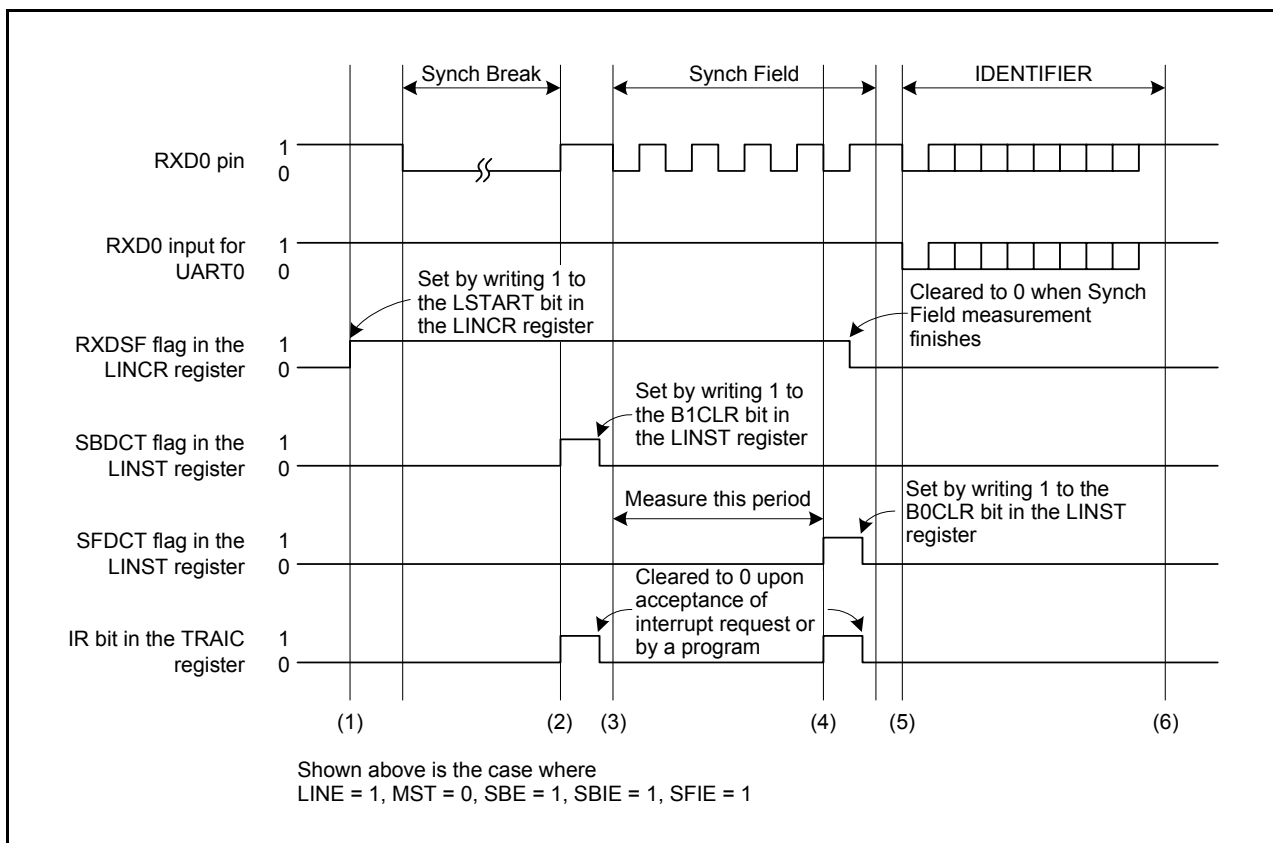 Synch Break
Synch Field
IDENTIFIER
RXD0 pin
1
0
RXD0 input for
UART0
1
0
Set by writing 1 to
the LSTART bit in
the LINCR register
Cleared to 0 when Synch
Field measurement
finishes
RXDSF flag in the
LINCR register
1
0
Set by writing 1 to
the B1CLR bit in
the LINST register
SBDCT flag in the
LINST register
1
0
Measure this period
Set by writing 1 to the
B0CLR bit in the LINST
register
SFDCT flag in the
LINST register
1
0
Cleared to 0 upon
acceptance of
interrupt request or
by a program
IR bit in the TRAIC
register
1
0
(1)
(2)
(3)
(4)
(5)
(6)
Shown above is the case where
LINE = 1, MST = 0, SBE = 1, SBIE = 1, SFIE = 1